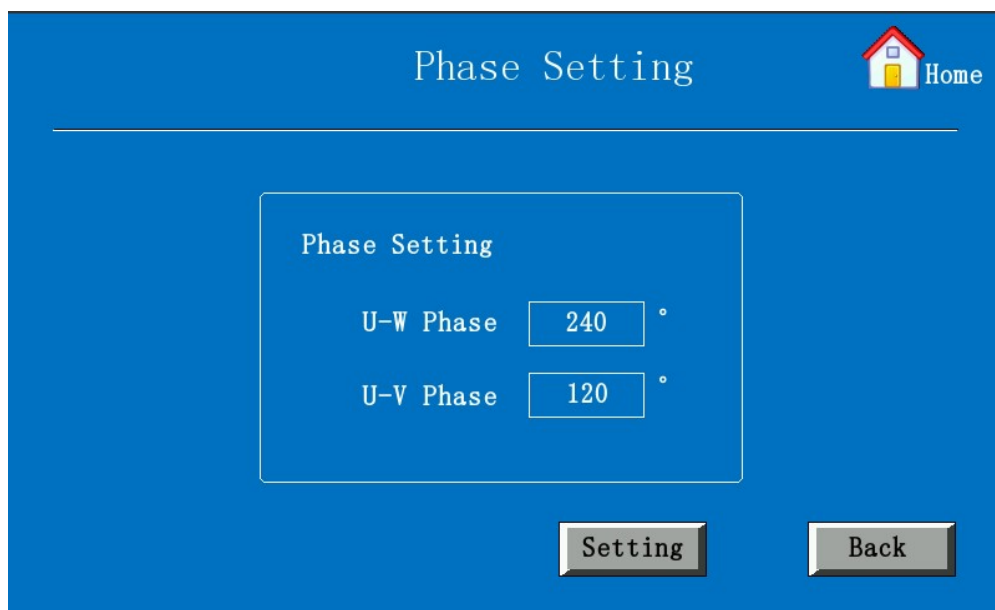 Phase Setting
Home
Phase Setting
U-W Phase 240 °
U-V Phase 120 °
Setting
Back